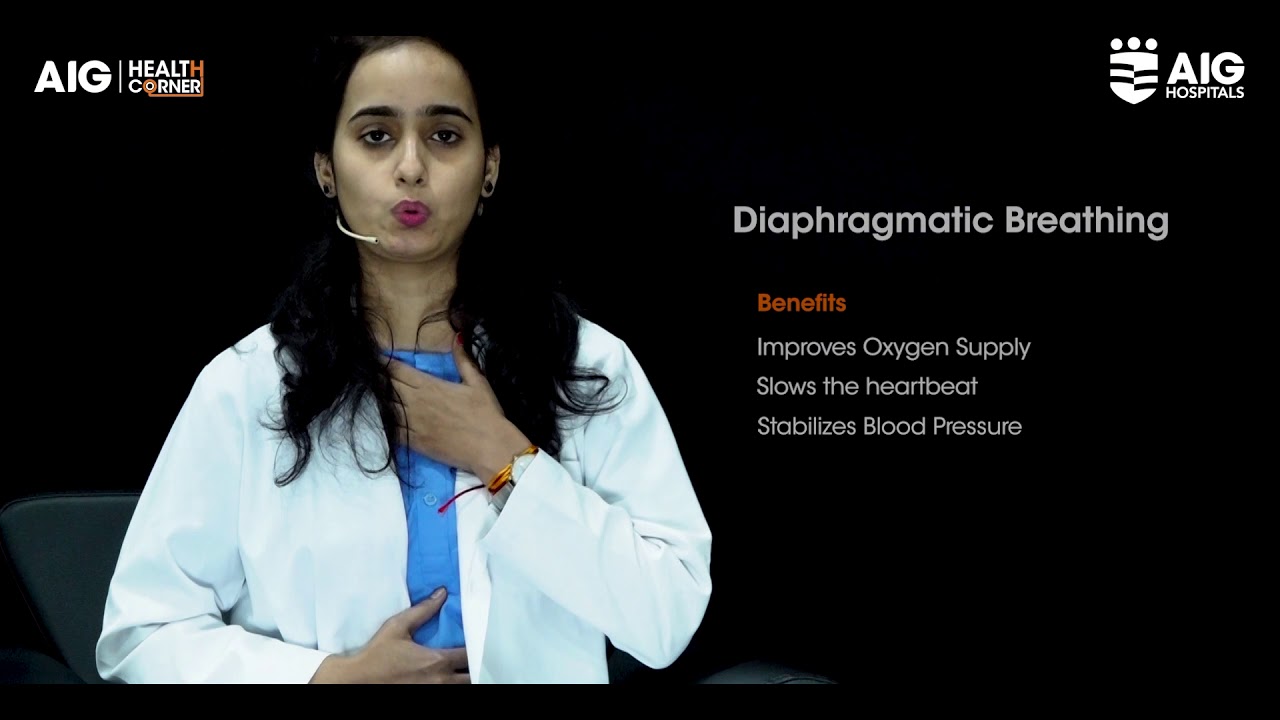 AIG HEALTH
CORNER
AIG
HOSPITALS
Diaphragmatic Breathing
Benefits
Improves Oxygen Supply
Slows the heartbeat
Stabilizes Blood Pressure